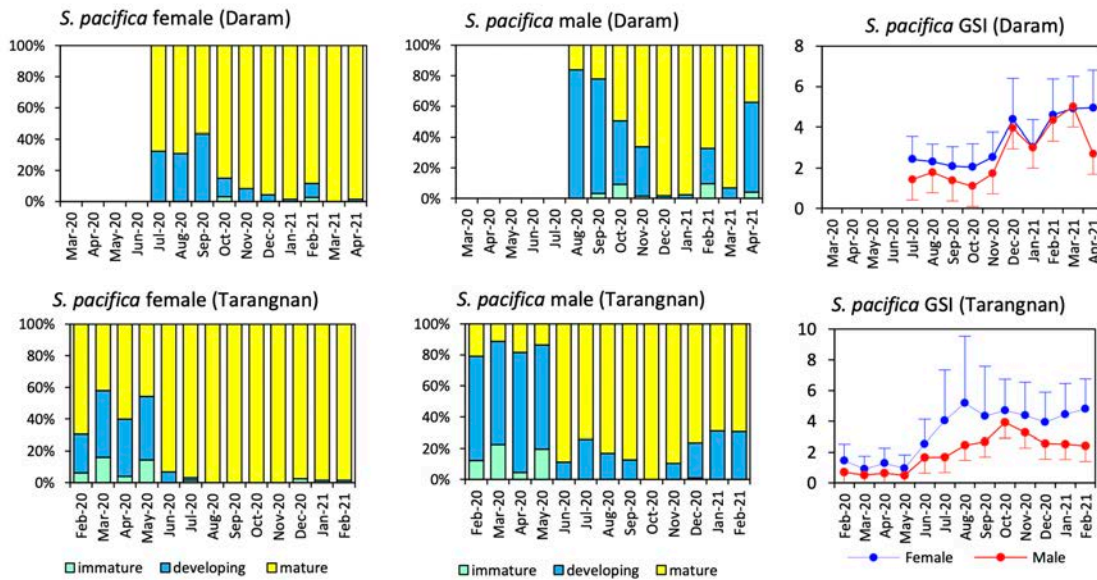 S. pacifica female (Daram)
100%
80%
60%
40%
20%
0%
Mar-20
Apr-20
May-20
Jun-20
Jul-20
Aug-20
Sep-20
Oct-20
Nov-20
Dec-20
Jan-21
Feb-21
Mar-21
Apr-21
S. pacifica male (Daram)
100%
80%
60%
40%
20%
0%
Mar-20
Apr-20
May-20
Jun-20
Jul-20
Aug-20
Sep-20
Oct-20
Nov-20
Dec-20
Jan-21
Feb-21
Mar-21
Apr-21
S. pacifica GSI (Daram)
8
6
4
2
0
Mar-20
Apr-20
May-20
Jun-20
Jul-20
Aug-20
Sep-20
Oct-20
Nov-20
Dec-20
Jan-21
Feb-21
Mar-21
Apr-21
S. pacifica female (Tarangnan)
100%
80%
60%
40%
20%
0%
Feb-20
Mar-20
Apr-20
May-20
Jun-20
Jul-20
Aug-20
Sep-20
Oct-20
Nov-20
Dec-20
Jan-21
Feb-21
immature developing mature
S. pacifica male (Tarangnan)
100%
80%
60%
40%
20%
0%
Feb-20
Mar-20
Apr-20
May-20
Jun-20
Jul-20
Aug-20
Sep-20
Oct-20
Nov-20
Dec-20
Jan-21
Feb-21
immature developing mature
S. pacifica GSI (Tarangnan)
10
8
6
4
2
0
Feb-20
Mar-20
Apr-20
May-20
Jun-20
Jul-20
Aug-20
Sep-20
Oct-20
Nov-20
Dec-20
Jan-21
Feb-21
Female Male